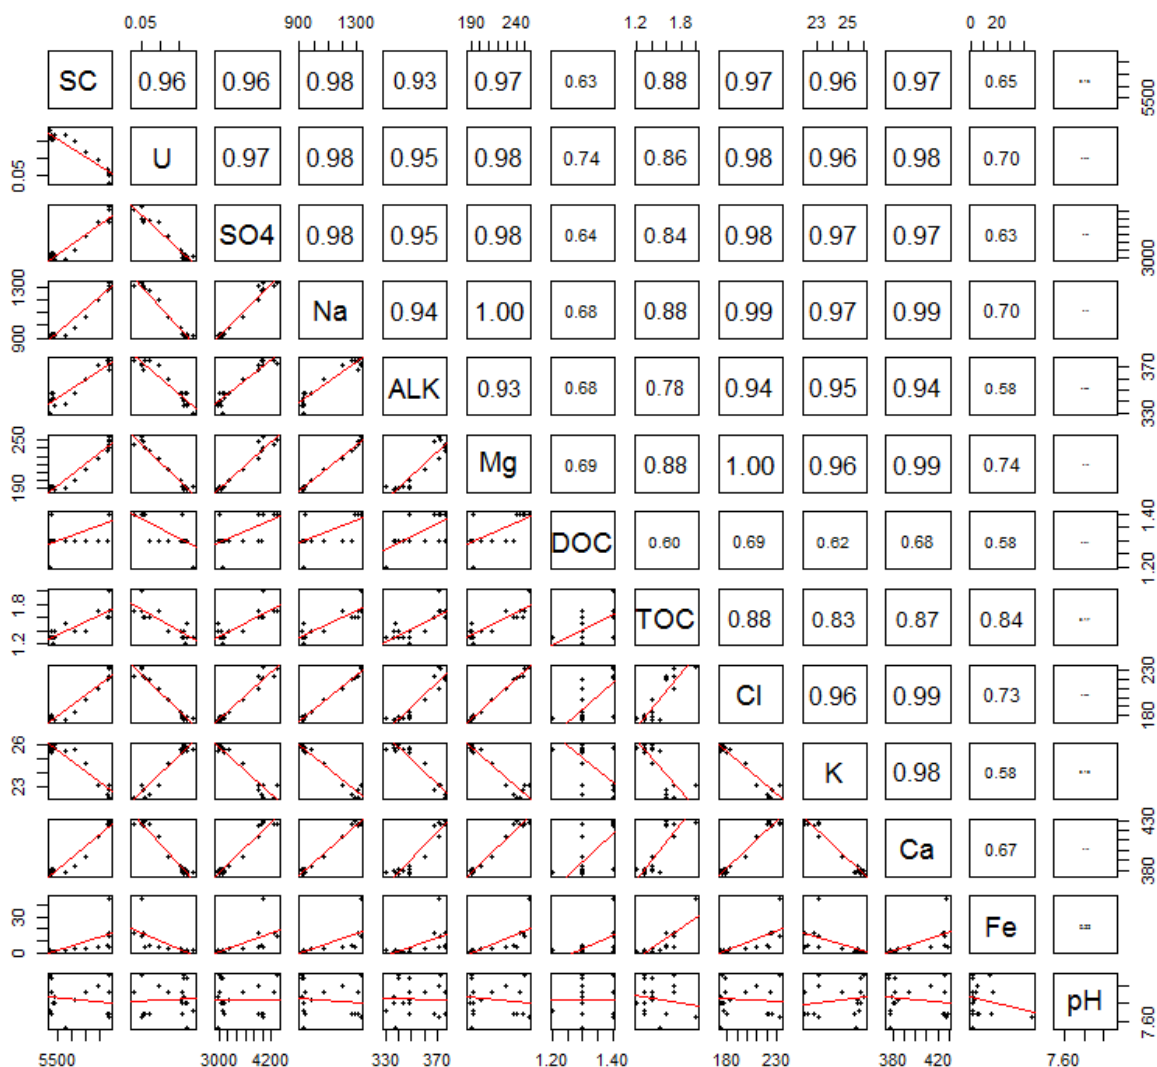 0.05 900 1300 190 240 1.2 1.8 23 25 0 20
SC 0.96 0.96 0.98 0.93 0.97 0.63 0.88 0.97 0.96 0.97 0.65
5500
0.05
U 0.97 0.98 0.95 0.98 0.74 0.86 0.98 0.96 0.98 0.70
SO4 0.98 0.95 0.98 0.64 0.84 0.98 0.97 0.97 0.63
3000
900 1300
Na 0.94 1.00 0.68 0.88 0.99 0.97 0.99 0.70
ALK 0.93 0.68 0.78 0.94 0.95 0.94 0.58
330 370
190 250
Mg 0.69 0.88 1.00 0.96 0.99 0.74
DOC 0.60 0.69 0.62 0.68 0.58
1.20 1.40
1.2 1.8
TOC 0.88 0.83 0.87 0.84
Cl 0.96 0.99 0.73
180 230
23 26
K 0.98 0.58
Ca 0.67
380 430
0 30
Fe
pH
7.60
5500 3000 4200 330 370 1.20 1.40 180 230 380 420 7.60